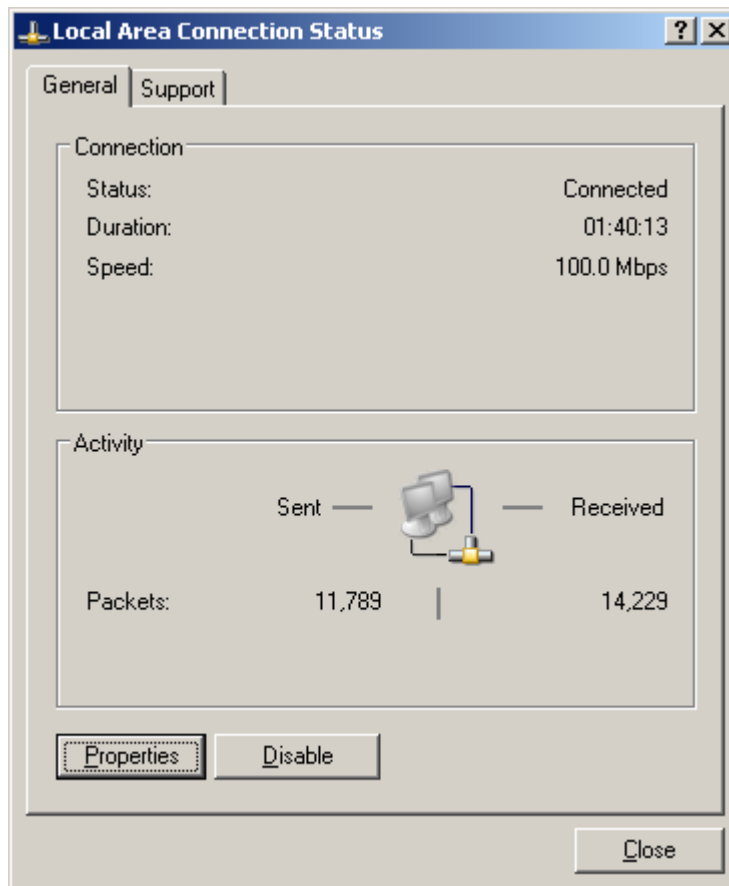 Local Area Connection Status
General Support
Connection
Status: Connected
Duration: 01:40:13
Speed: 100.0 Mbps
Activity
Sent Received
Packets: 11,789 14,229
Properties Disable
Close